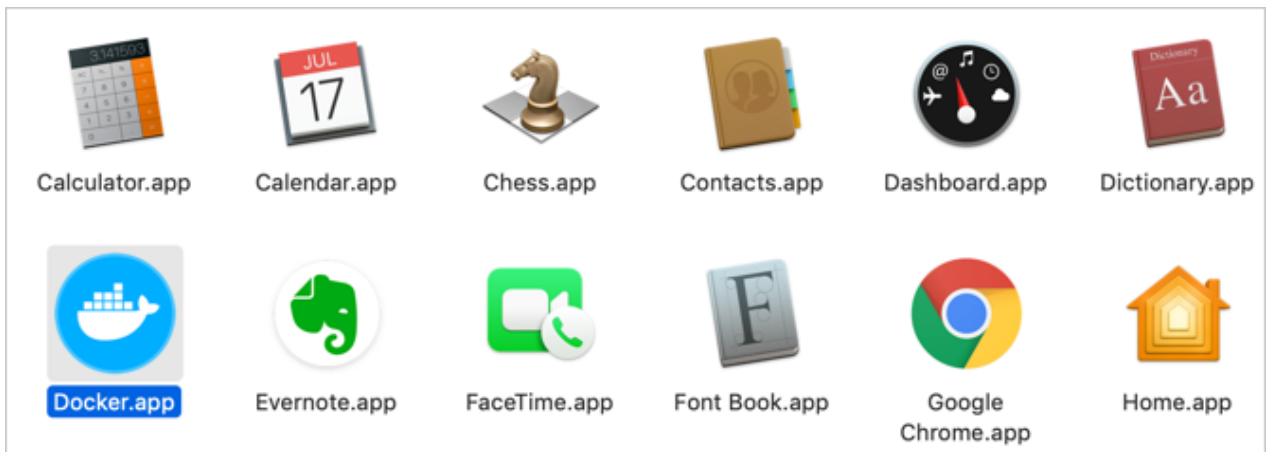 3.141593
JUL
17
Dictionary
Aa
Calculator.app
Calendar.app
Chess.app
Contacts.app
Dashboard.app
Dictionary.app
F
Docker.app
Evernote.app
FaceTime.app
Font Book.app
Google
Chrome.app
Home.app